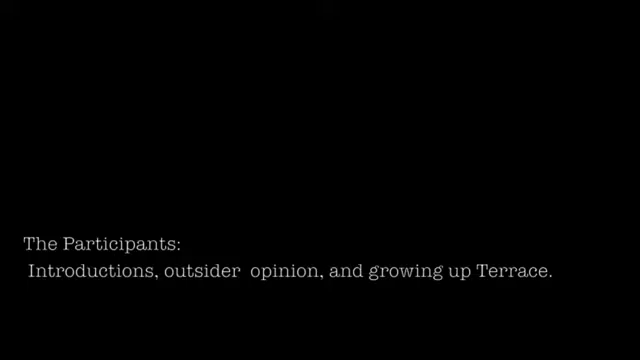 The Participants:
Introductions, outsider opinion, and growing up Terrace.